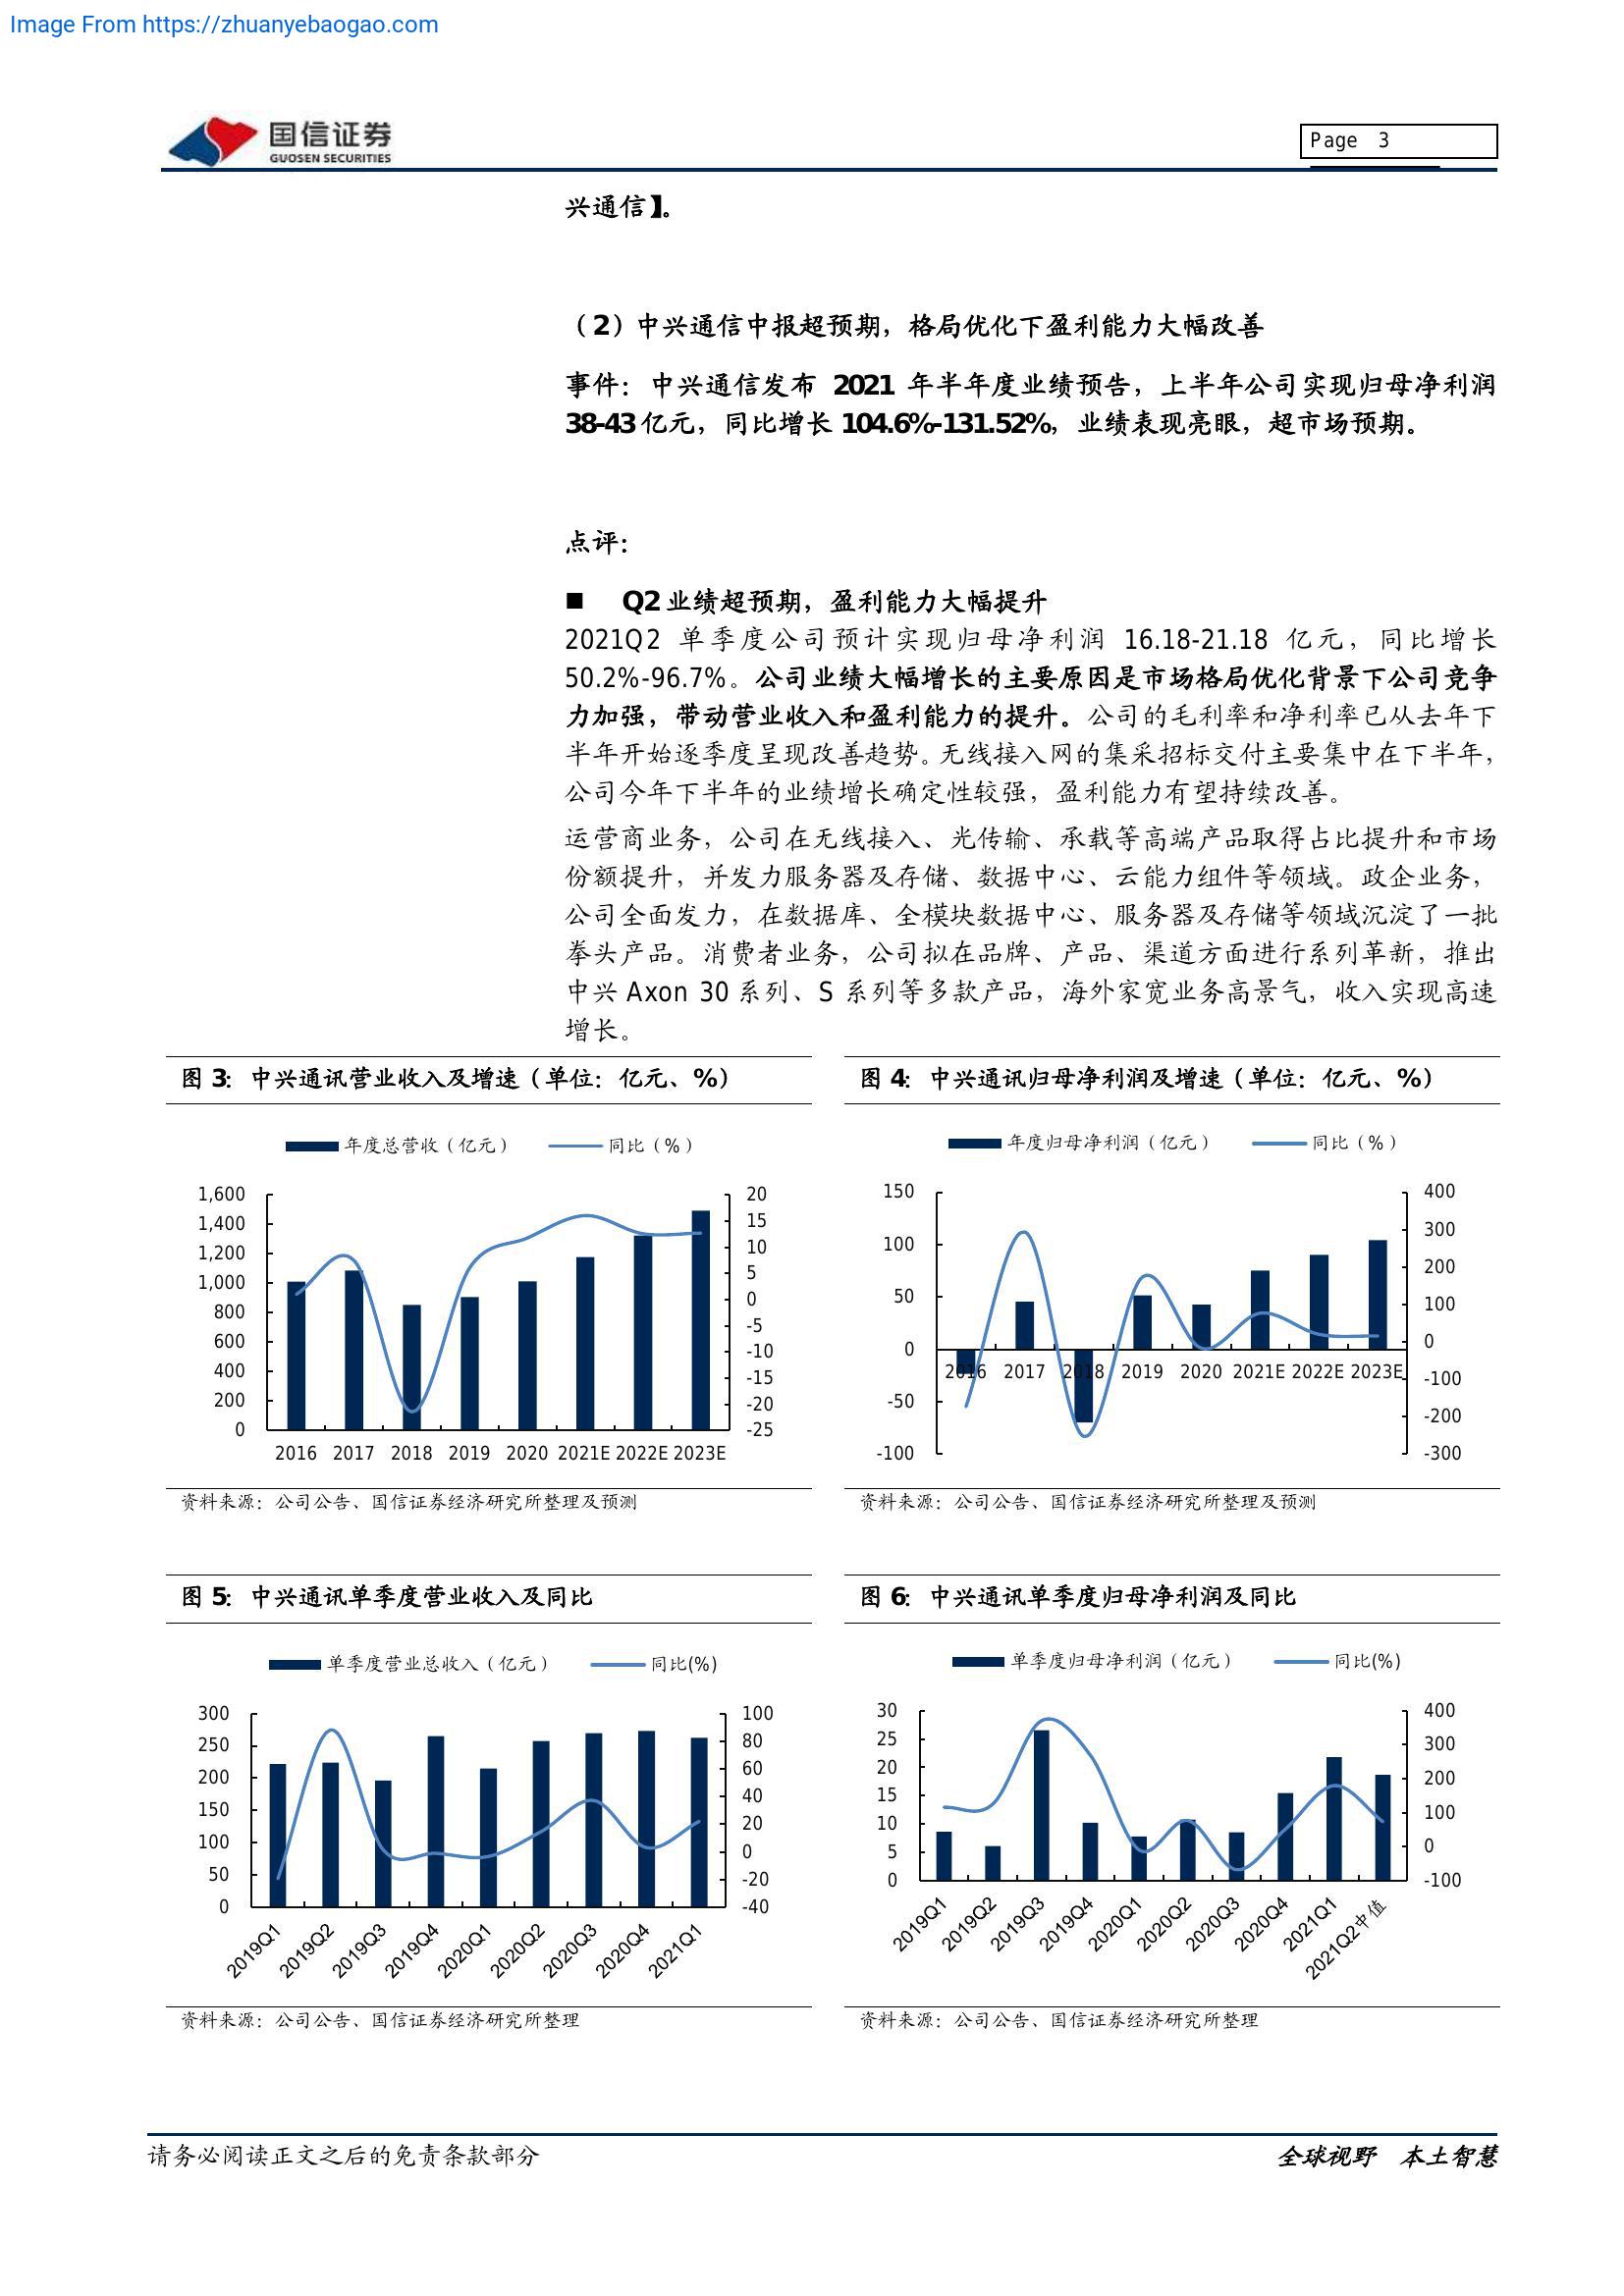 Image From https://zhuanyebaogao.com
国信证券
GUOSEN SECURITIES
Page 3
兴通信】。
（2）中兴通信中报超预期，格局优化下盈利能力大幅改善
事件：中兴通信发布 2021 年半年度业绩预告，上半年公司实现归母净利润
38-43 亿元，同比增长 104.6%-131.52%，业绩表现亮眼，超市场预期。
点评：
■ Q2 业绩超预期，盈利能力大幅提升
2021Q2 单季度公司预计实现归母净利润 16.18-21.18 亿元，同比增长
50.2%-96.7%。公司业绩大幅增长的主要原因是市场格局优化背景下公司竞争
力加强，带动营业收入和盈利能力的提升。公司的毛利率和净利率已从去年下
半年开始逐季度呈现改善趋势。无线接入网的集采招标交付主要集中在下半年，
公司今年下半年的业绩增长确定性较强，盈利能力有望持续改善。
运营商业务，公司在无线接入、光传输、承载等高端产品取得占比提升和市场
份额提升，并发力服务器及存储、数据中心、云能力组件等领域。政企业务，
公司全面发力，在数据库、全模块数据中心、服务器及存储等领域沉淀了一批
拳头产品。消费者业务，公司拟在品牌、产品、渠道方面进行系列革新，推出
中兴 Axon 30 系列、S 系列等多款产品，海外家宽业务高景气，收入实现高速
增长。
图 3：中兴通讯营业收入及增速（单位：亿元、%）
年度总营收（亿元） 同比（%）
1,600
1,400
1,200
1,000
800
600
400
200
0
20
15
10
5
0
-5
-10
-15
-20
-25
2016 2017 2018 2019 2020 2021E 2022E 2023E
资料来源：公司公告、国信证券经济研究所整理及预测
图 4：中兴通讯归母净利润及增速（单位：亿元、%）
年度归母净利润（亿元） 同比（%）
150
100
50
0
-50
-100
400
300
200
100
0
-100
-200
-300
2016 2017 2018 2019 2020 2021E 2022E 2023E
资料来源：公司公告、国信证券经济研究所整理及预测
图 5：中兴通讯单季度营业收入及同比
单季度营业总收入（亿元） 同比(%)
300
250
200
150
100
50
0
100
80
60
40
20
0
-20
-40
2019Q1 2019Q2 2019Q3 2019Q4 2020Q1 2020Q2 2020Q3 2020Q4 2021Q1
资料来源：公司公告、国信证券经济研究所整理
图 6：中兴通讯单季度归母净利润及同比
单季度归母净利润（亿元） 同比(%)
30
25
20
15
10
5
0
400
300
200
100
0
-100
2019Q1 2019Q2 2019Q3 2019Q4 2020Q1 2020Q2 2020Q3 2020Q4 2021Q1 2021Q2中值
资料来源：公司公告、国信证券经济研究所整理
请务必阅读正文之后的免责条款部分
全球视野 本土智慧